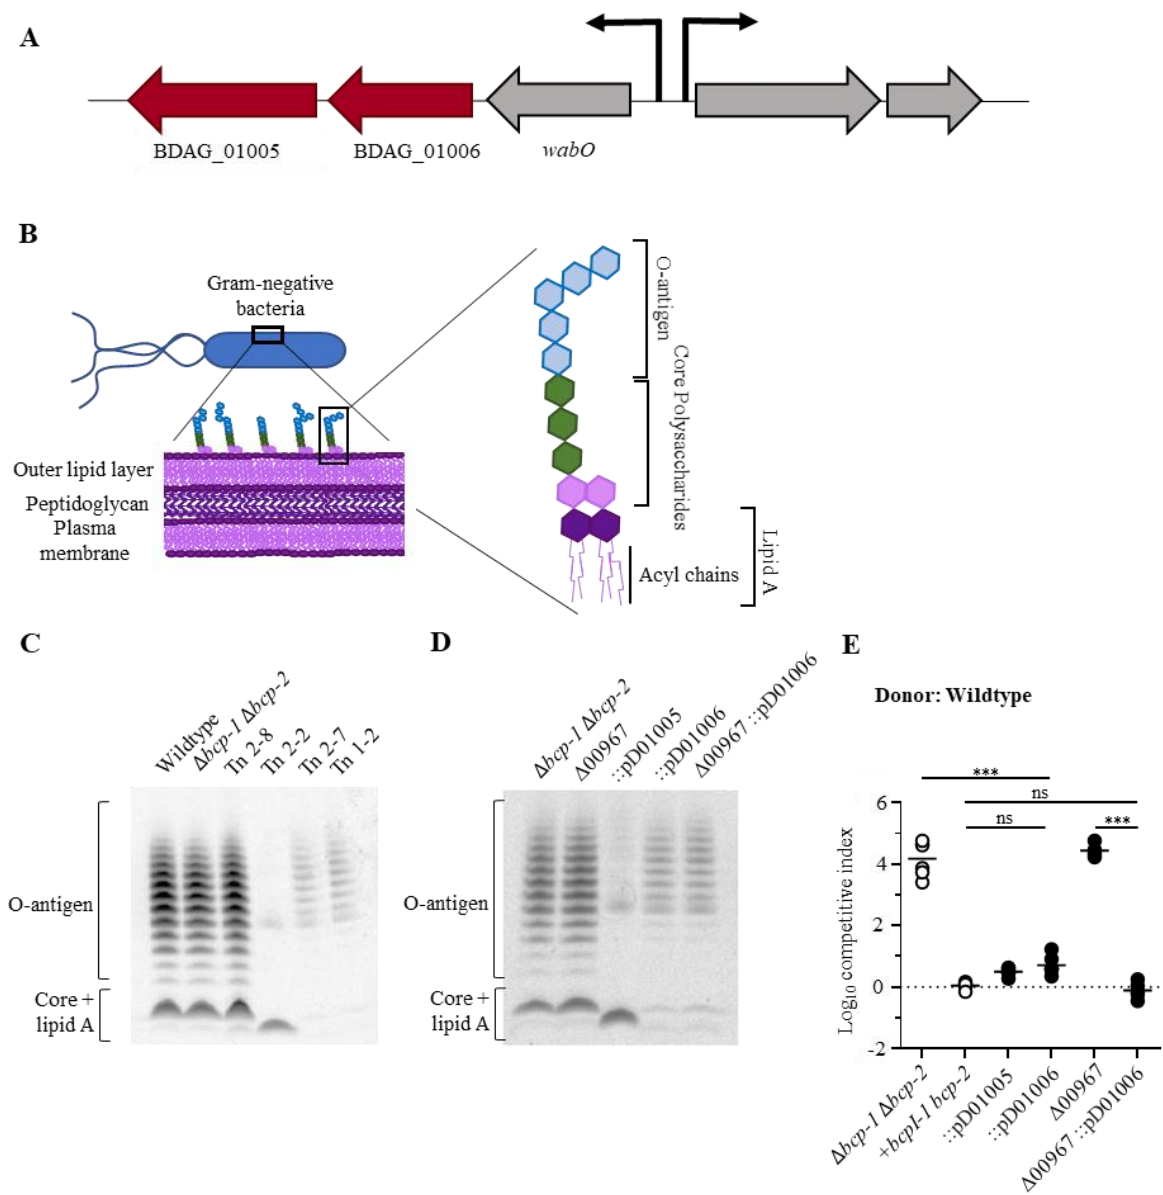 A
BDAG_01005
BDAG_01006
wabO
B
Gram-negative
bacteria
Outer lipid layer
Peptidoglycan
Plasma
membrane
O-antigen
Core Polysaccharides
Lipid A
Acyl chains
C
Wildtype
Δbcp-1 Δbcp-2
Tn 2-8
Tn 2-2
Tn 2-7
Tn 1-2
O-antigen
Core +
lipid A
D
Δbcp-1 Δbcp-2
Δ00967
::pD01005
::pD01006
Δ00967 ::pD01006
O-antigen
Core +
lipid A
E
Donor: Wildtype
***
ns
ns
***
Log10 competitive index
6
4
2
0
-2
Δbcp-1 Δbcp-2
+bcpI-1 bcp-2
::pD01005
::pD01006
Δ00967
Δ00967 ::pD01006